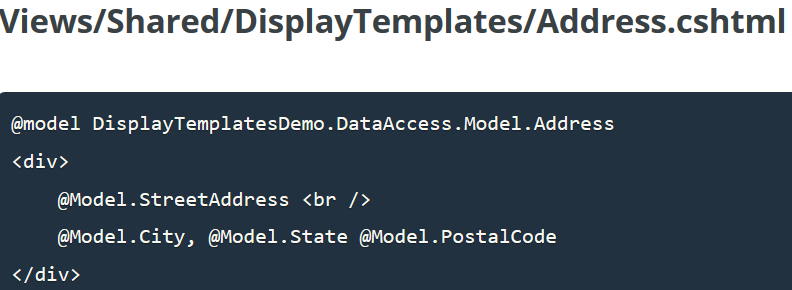 Views/Shared/DisplayTemplates/Address.cshtml
@model DisplayTemplatesDemo.DataAccess.Model.Address
<div>
    @Model.StreetAddress <br />
    @Model.City, @Model.State @Model.PostalCode
</div>